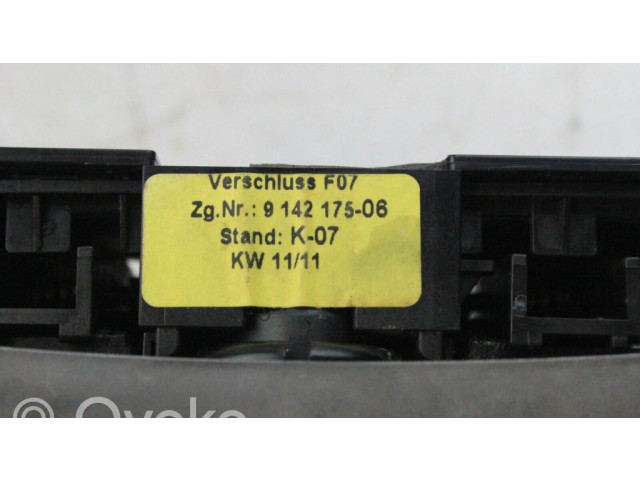 Verschluss F07
Zg.Nr.: 9 142 175-06
Stand: K-07
KW 11/11
© Ovoko